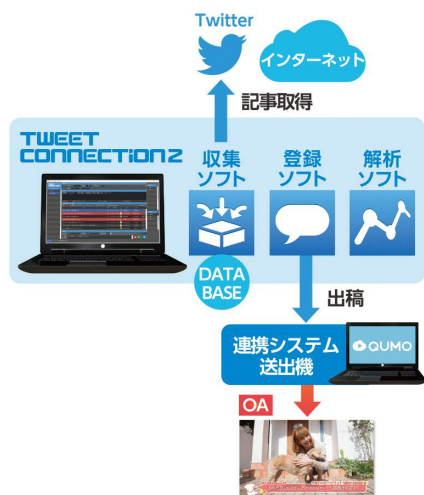 Twitter
インターネット
記事取得
TWEET
CONNECTION2
収集
ソフト
登録
ソフト
解析
ソフト
DATA
BASE
出稿
連携システム
送出機
QUMO
OA